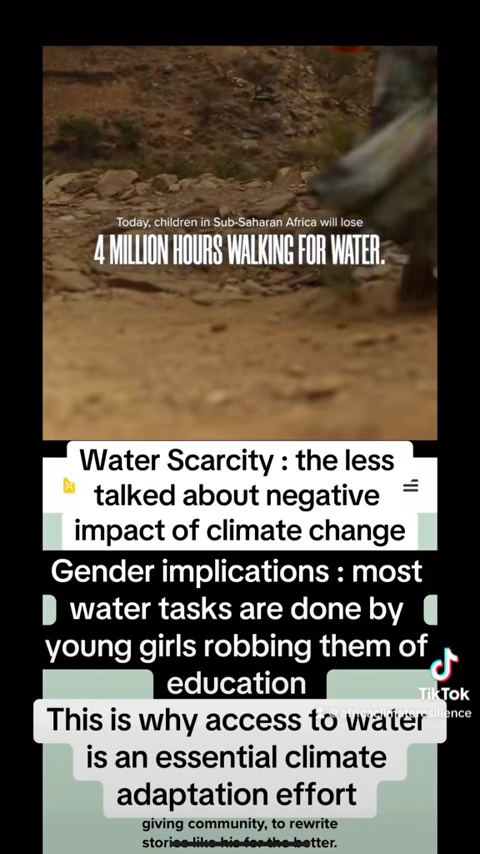 Today, children in Sub-Saharan Africa will lose
4 MILLION HOURS WALKING FOR WATER.
Water Scarcity : the less
talked about negative
impact of climate change
Gender implications : most
water tasks are done by
young girls robbing them of
education
TikTok
@africaclimateresilience
This is why access to water
is an essential climate
adaptation effort
giving community, to rewrite
stories like his for the better.